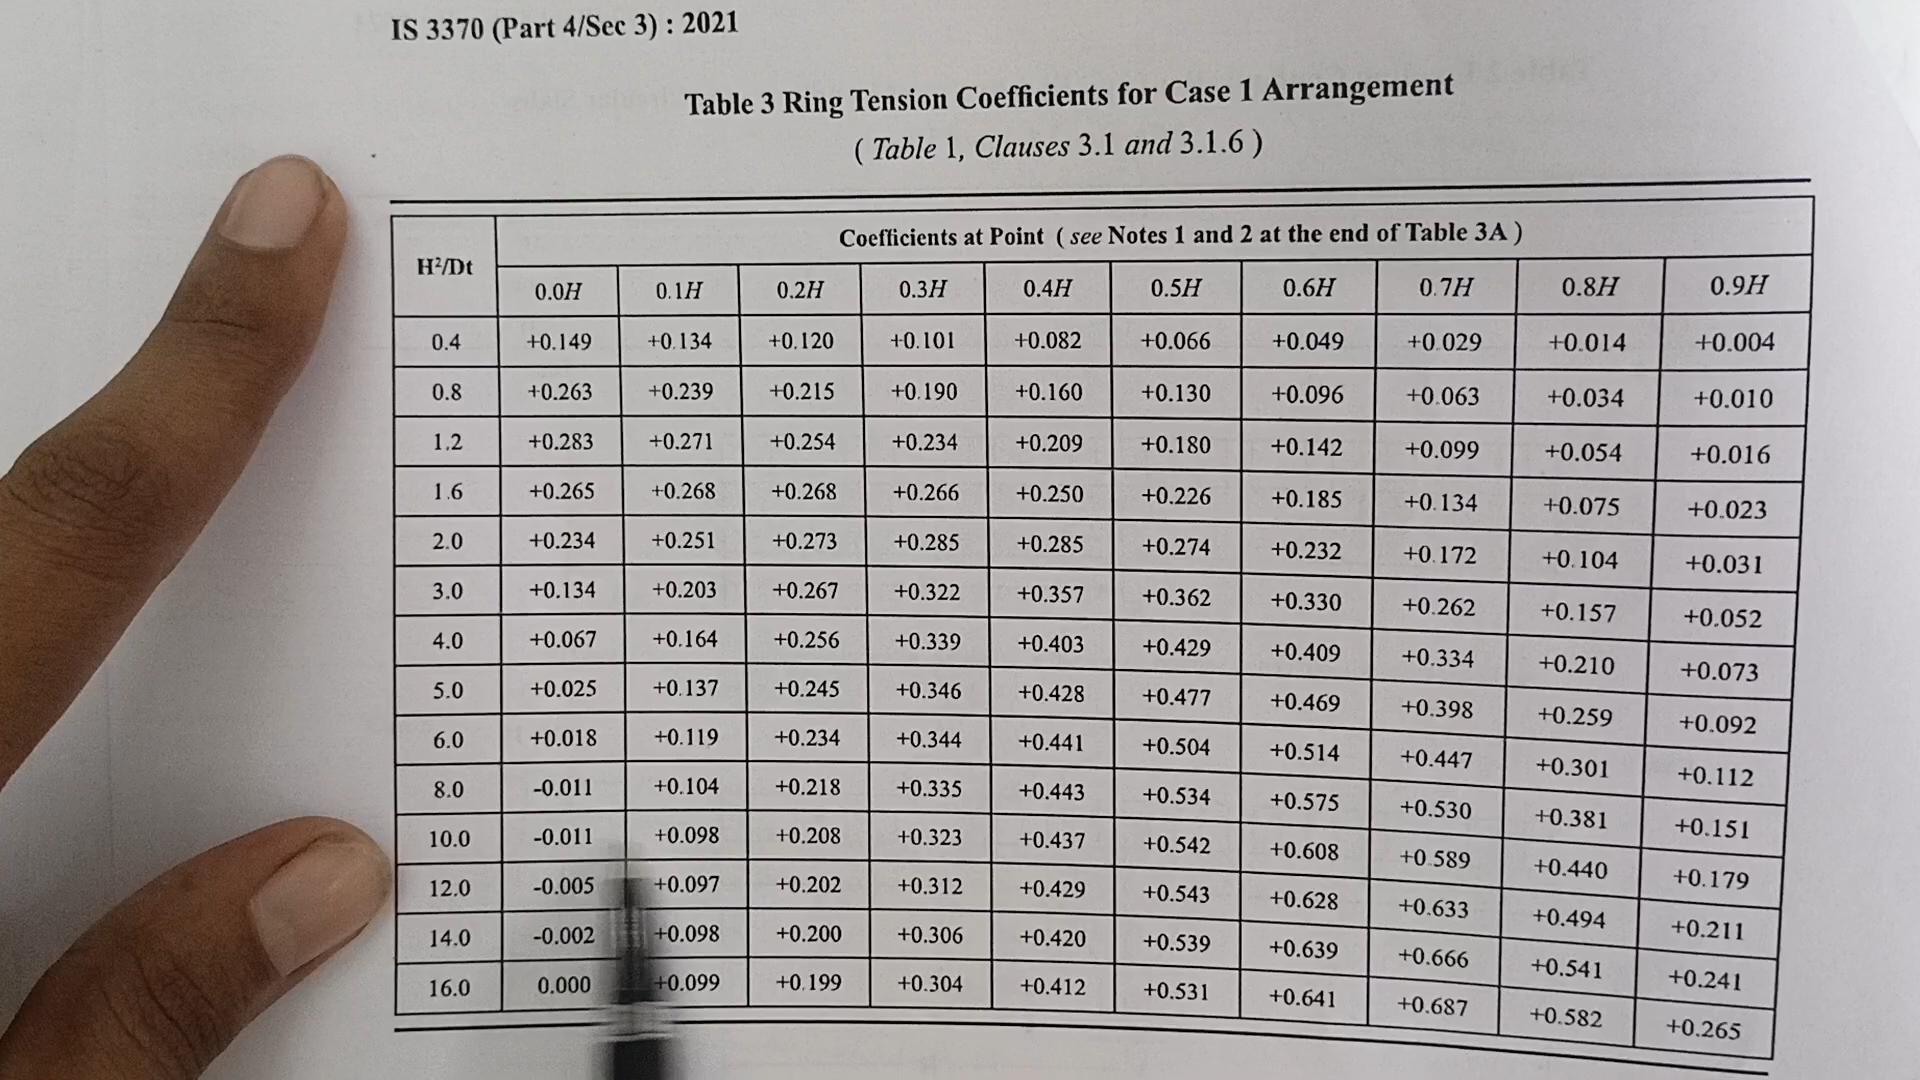 IS 3370 (Part 4/Sec 3) : 2021
Table 3 Ring Tension Coefficients for Case 1 Arrangement
( Table 1, Clauses 3.1 and 3.1.6 )
H²/Dt Coefficients at Point ( see Notes 1 and 2 at the end of Table 3A )
0.0H 0.1H 0.2H 0.3H 0.4H 0.5H 0.6H 0.7H 0.8H 0.9H
0.4 +0.149 +0.134 +0.120 +0.101 +0.082 +0.066 +0.049 +0.029 +0.014 +0.004
0.8 +0.263 +0.239 +0.215 +0.190 +0.160 +0.130 +0.096 +0.063 +0.034 +0.010
1.2 +0.283 +0.271 +0.254 +0.234 +0.209 +0.180 +0.142 +0.099 +0.054 +0.016
1.6 +0.265 +0.268 +0.268 +0.266 +0.250 +0.226 +0.185 +0.134 +0.075 +0.023
2.0 +0.234 +0.251 +0.273 +0.285 +0.285 +0.274 +0.232 +0.172 +0.104 +0.031
3.0 +0.134 +0.203 +0.267 +0.322 +0.357 +0.362 +0.330 +0.262 +0.157 +0.052
4.0 +0.067 +0.164 +0.256 +0.339 +0.403 +0.429 +0.409 +0.334 +0.210 +0.073
5.0 +0.025 +0.137 +0.245 +0.346 +0.428 +0.477 +0.469 +0.398 +0.259 +0.092
6.0 +0.018 +0.119 +0.234 +0.344 +0.441 +0.504 +0.514 +0.447 +0.301 +0.112
8.0 -0.011 +0.104 +0.218 +0.335 +0.443 +0.534 +0.575 +0.530 +0.381 +0.151
10.0 -0.011 +0.098 +0.208 +0.323 +0.437 +0.542 +0.608 +0.589 +0.440 +0.179
12.0 -0.005 +0.097 +0.202 +0.312 +0.429 +0.543 +0.628 +0.633 +0.494 +0.211
14.0 -0.002 +0.098 +0.200 +0.306 +0.420 +0.539 +0.639 +0.666 +0.541 +0.241
16.0 0.000 +0.099 +0.199 +0.304 +0.412 +0.531 +0.641 +0.687 +0.582 +0.265